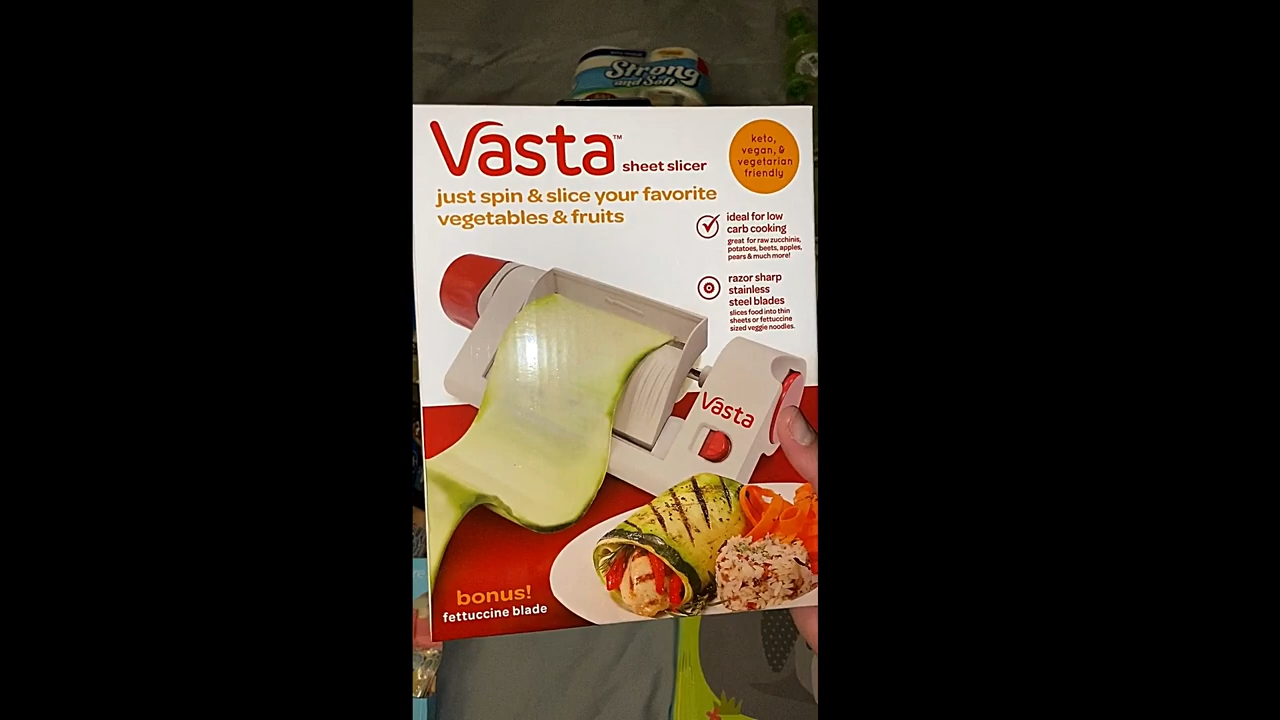 Strong
and Soft
Vasta™ sheet slicer
just spin & slice your favorite
vegetables & fruits
keto,
vegan, &
vegetarian
friendly
ideal for low
carb cooking
great for raw zucchinis,
potatoes, beets, apples,
pears & much more!
razor sharp
stainless
steel blades
slices food into thin
sheets or fettuccine
sized veggie noodles.
Vasta
bonus!
fettuccine blade